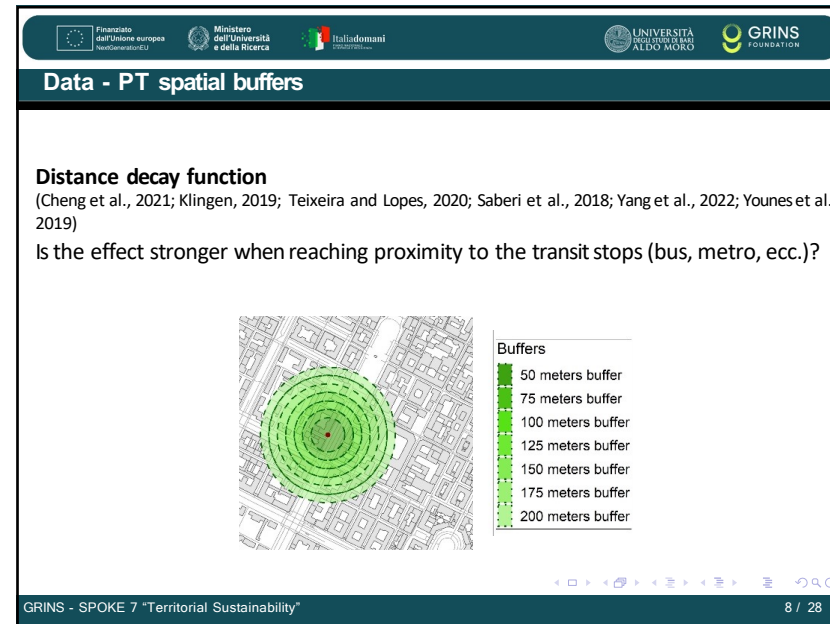 Finanziato
dall'Unione europea
NextGenerationEU
Ministero
dell'Università
e della Ricerca
Italiadomani
UNIVERSITÀ
DEGLI STUDI DI BARI
ALDO MORO
GRINS
FOUNDATION
Data - PT spatial buffers
Distance decay function
(Cheng et al., 2021; Klingen, 2019; Teixeira and Lopes, 2020; Saberi et al., 2018; Yang et al., 2022; Younes et al.
2019)
Is the effect stronger when reaching proximity to the transit stops (bus, metro, ecc.)?
Buffers
50 meters buffer
75 meters buffer
100 meters buffer
125 meters buffer
150 meters buffer
175 meters buffer
200 meters buffer
GRINS - SPOKE 7 “Territorial Sustainability”
8 / 28